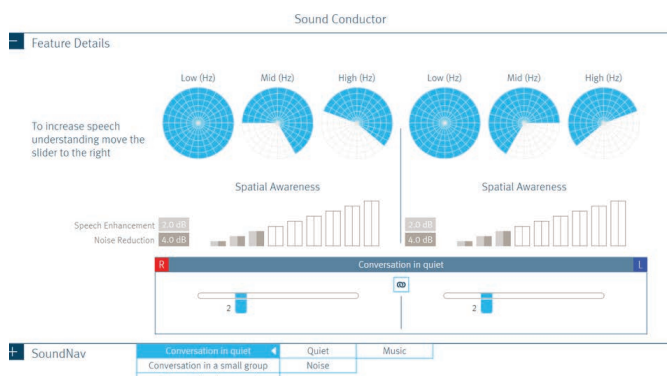 Sound Conductor
Feature Details
Low (Hz) Mid (Hz) High (Hz) Low (Hz) Mid (Hz) High (Hz)
To increase speech
understanding move the
slider to the right
Spatial Awareness Spatial Awareness
Speech Enhancement 2.0 dB 2.0 dB
Noise Reduction 4.0 dB 4.0 dB
R Conversation in quiet L
2 2
SoundNav Conversation in quiet Quiet Music
Conversation in a small group Noise